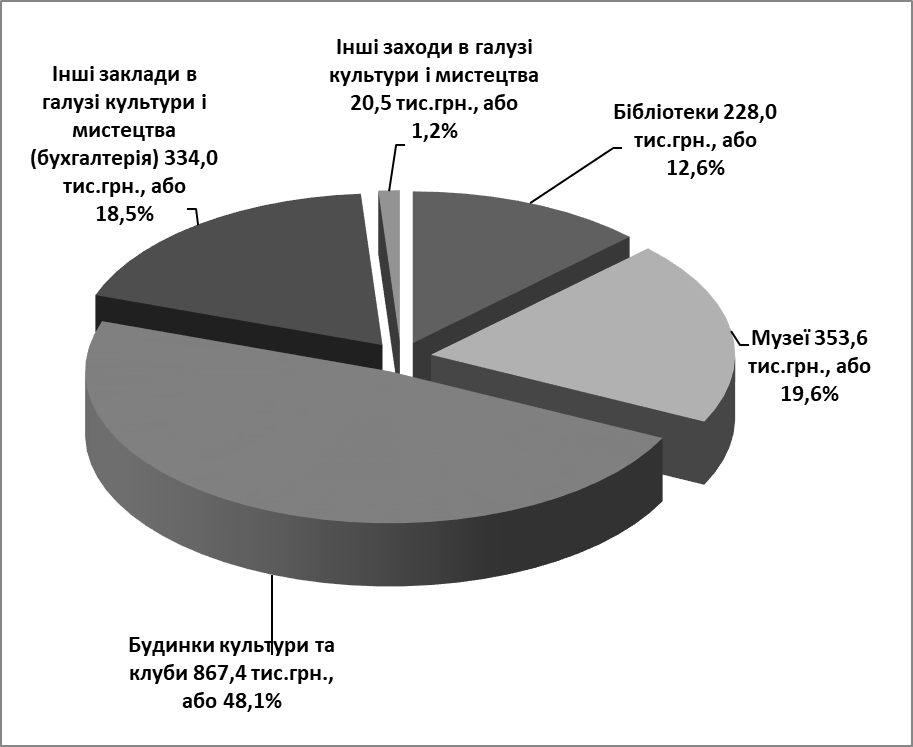 Інші заходи в галузі
культури і мистецтва
20,5 тис.грн., або
1,2%
Інші заклади в
галузі культури і
мистецтва
(бухгалтерія) 334,0
тис.грн., або
18,5%
Бібліотеки 228,0
тис.грн., або
12,6%
Музеї 353,6
тис.грн., або
19,6%
Будинки культури та
клуби 867,4 тис.грн.,
або 48,1%